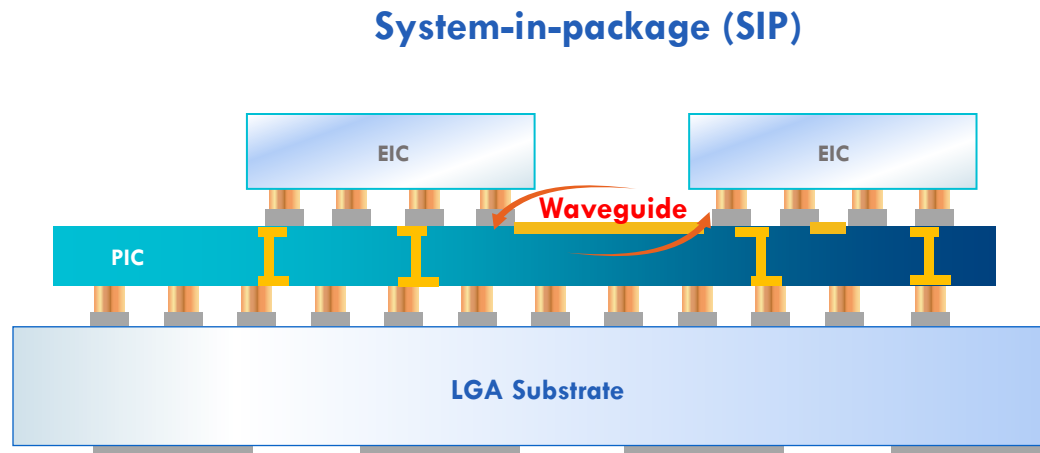 System-in-package (SIP)
EIC
EIC
Waveguide
PIC
LGA Substrate